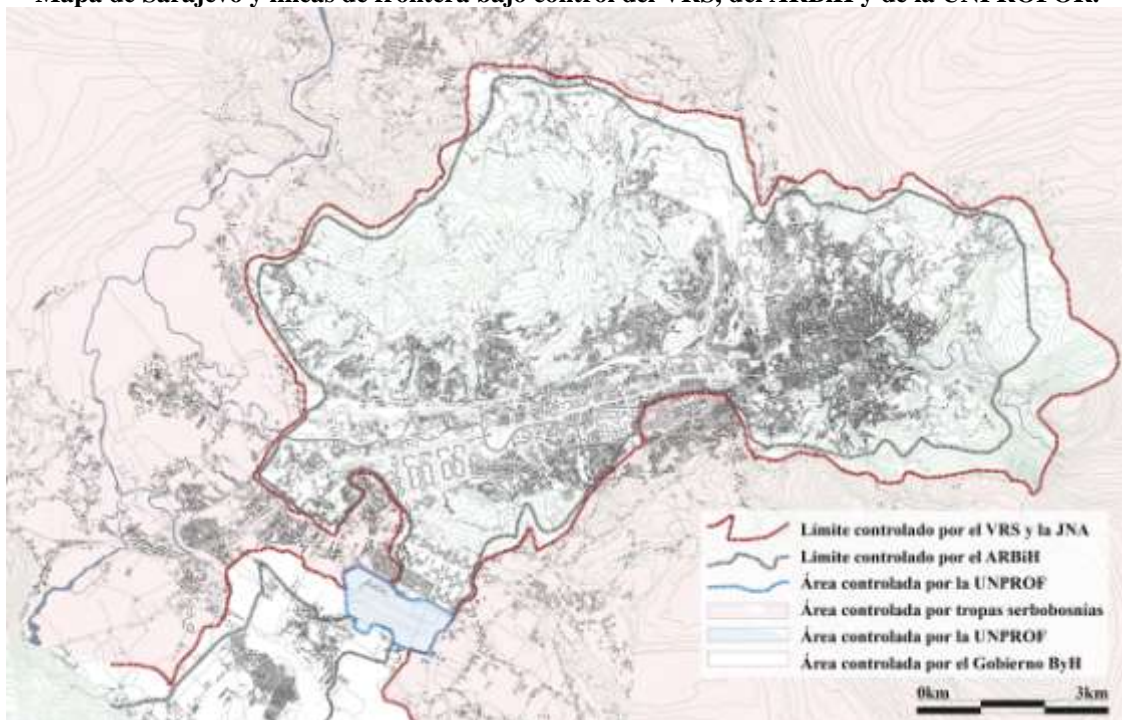 Mapa de Sarajevo y líneas de frontera bajo control del VRS, del ARBiH y de la UNPROFOR.
Límite controlado por el VRS y la JNA
Límite controlado por el ARBiH
Área controlada por la UNPROF
Área controlada por tropas serbobosnias
Área controlada por la UNPROF
Área controlada por el Gobierno ByH
0km 3km